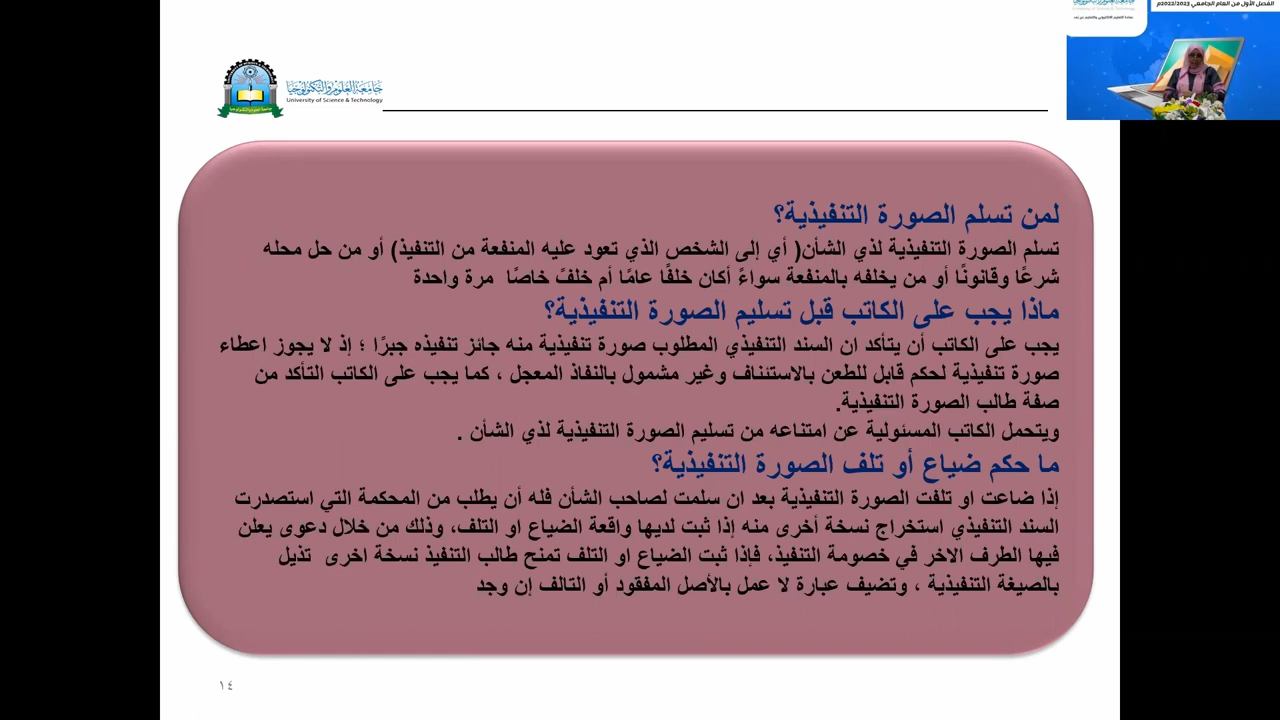 الفصل الأول من العام الجامعي 2022/2023م
جامعة العلوم والتكنولوجيا
University of Science & Technology
لمن تسلم الصورة التنفيذية؟
تسلم الصورة التنفيذية لذي الشأن( أي إلى الشخص الذي تعود عليه المنفعة من التنفيذ) أو من حل محله
شرعًا وقانونًا أو من يخلفه بالمنفعة سواءً أكان خلفًا عامًا أم خلفً خاصًا مرة واحدة
ماذا يجب على الكاتب قبل تسليم الصورة التنفيذية؟
يجب على الكاتب أن يتأكد ان السند التنفيذي المطلوب صورة تنفيذية منه جائز تنفيذه جبرًا ؛ إذ لا يجوز اعطاء
صورة تنفيذية لحكم قابل للطعن بالاستئناف وغير مشمول بالنفاذ المعجل ، كما يجب على الكاتب التأكد من
صفة طالب الصورة التنفيذية.
ويتحمل الكاتب المسئولية عن امتناعه من تسليم الصورة التنفيذية لذي الشأن .
ما حكم ضياع أو تلف الصورة التنفيذية؟
إذا ضاعت او تلفت الصورة التنفيذية بعد ان سلمت لصاحب الشأن فله أن يطلب من المحكمة التي استصدرت
السند التنفيذي استخراج نسخة أخرى منه إذا ثبت لديها واقعة الضياع او التلف، وذلك من خلال دعوى يعلن
فيها الطرف الاخر في خصومة التنفيذ، فإذا ثبت الضياع او التلف تمنح طالب التنفيذ نسخة اخرى تذيل
بالصيغة التنفيذية ، وتضيف عبارة لا عمل بالأصل المفقود أو التالف إن وجد
١٤